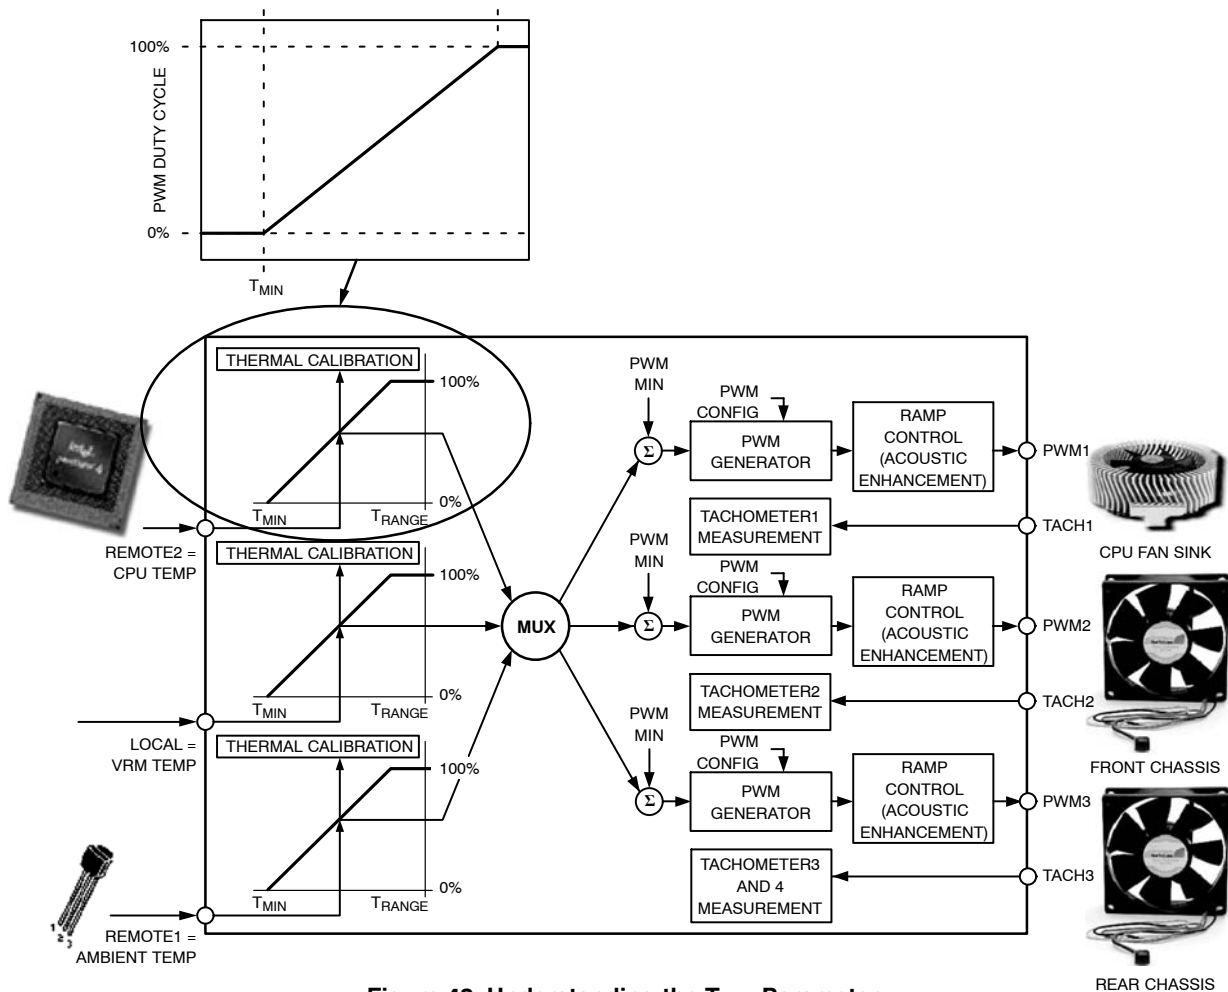 100%
PWM DUTY CYCLE
0%
TMIN
THERMAL CALIBRATION
100%
0%
TMIN
TRANGE
REMOTE2 =
CPU TEMP
THERMAL CALIBRATION
100%
0%
TMIN
TRANGE
LOCAL =
VRM TEMP
THERMAL CALIBRATION
100%
0%
TMIN
TRANGE
REMOTE1 =
AMBIENT TEMP
1
2
3
MUX
PWM
MIN
Σ
PWM
CONFIG
PWM
GENERATOR
RAMP
CONTROL
(ACOUSTIC
ENHANCEMENT)
PWM1
TACHOMETER1
MEASUREMENT
TACH1
CPU FAN SINK
PWM
MIN
Σ
PWM
CONFIG
PWM
GENERATOR
RAMP
CONTROL
(ACOUSTIC
ENHANCEMENT)
PWM2
TACHOMETER2
MEASUREMENT
TACH2
FRONT CHASSIS
PWM
MIN
Σ
PWM
CONFIG
PWM
GENERATOR
RAMP
CONTROL
(ACOUSTIC
ENHANCEMENT)
PWM3
TACHOMETER3
AND 4
MEASUREMENT
TACH3
REAR CHASSIS